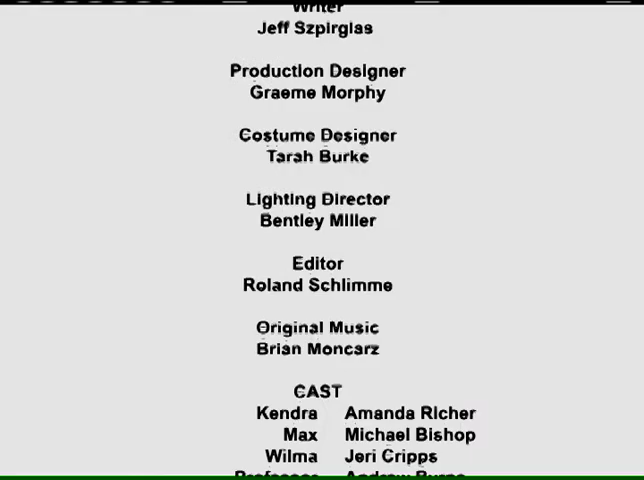 Writer
Jeff Szpirglas
Production Designer
Graeme Morphy
Costume Designer
Tarah Burke
Lighting Director
Bentley Miller
Editor
Roland Schlimme
Original Music
Brian Moncarz
CAST
Kendra Amanda Richer
Max Michael Bishop
Wilma Jeri Cripps